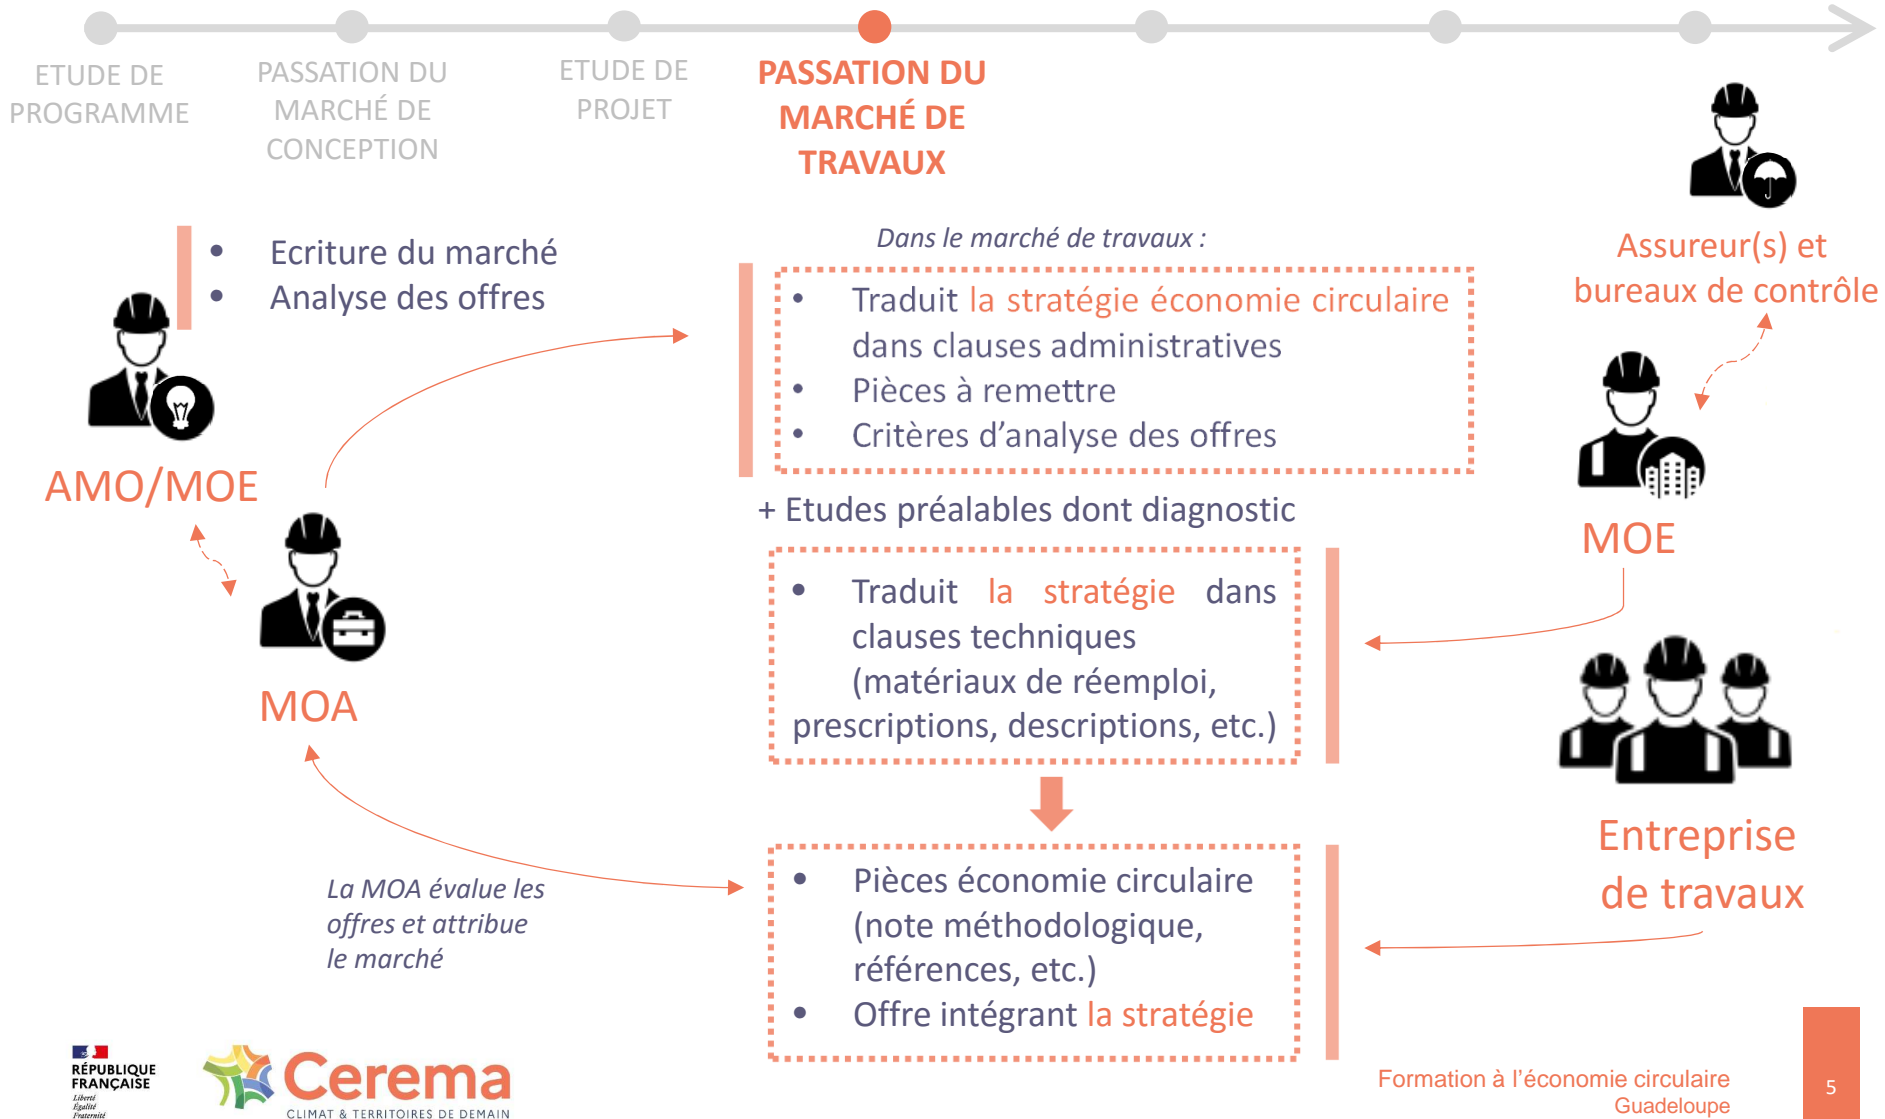 ETUDE DE
PROGRAMME
PASSATION DU
MARCHÉ DE
CONCEPTION
ETUDE DE
PROJET
PASSATION DU
MARCHÉ DE
TRAVAUX
• Ecriture du marché
• Analyse des offres
AMO/MOE
MOA
Dans le marché de travaux :
• Traduit la stratégie économie circulaire
dans clauses administratives
• Pièces à remettre
• Critères d’analyse des offres
+ Etudes préalables dont diagnostic
• Traduit la stratégie dans
clauses techniques
(matériaux de réemploi,
prescriptions, descriptions, etc.)
• Pièces économie circulaire
(note méthodologique,
références, etc.)
• Offre intégrant la stratégie
La MOA évalue les
offres et attribue
le marché
Assureur(s) et
bureaux de contrôle
MOE
Entreprise
de travaux
RÉPUBLIQUE
FRANÇAISE
Liberté
Égalité
Fraternité
Cerema
CLIMAT & TERRITOIRES DE DEMAIN
Formation à l’économie circulaire
Guadeloupe
5